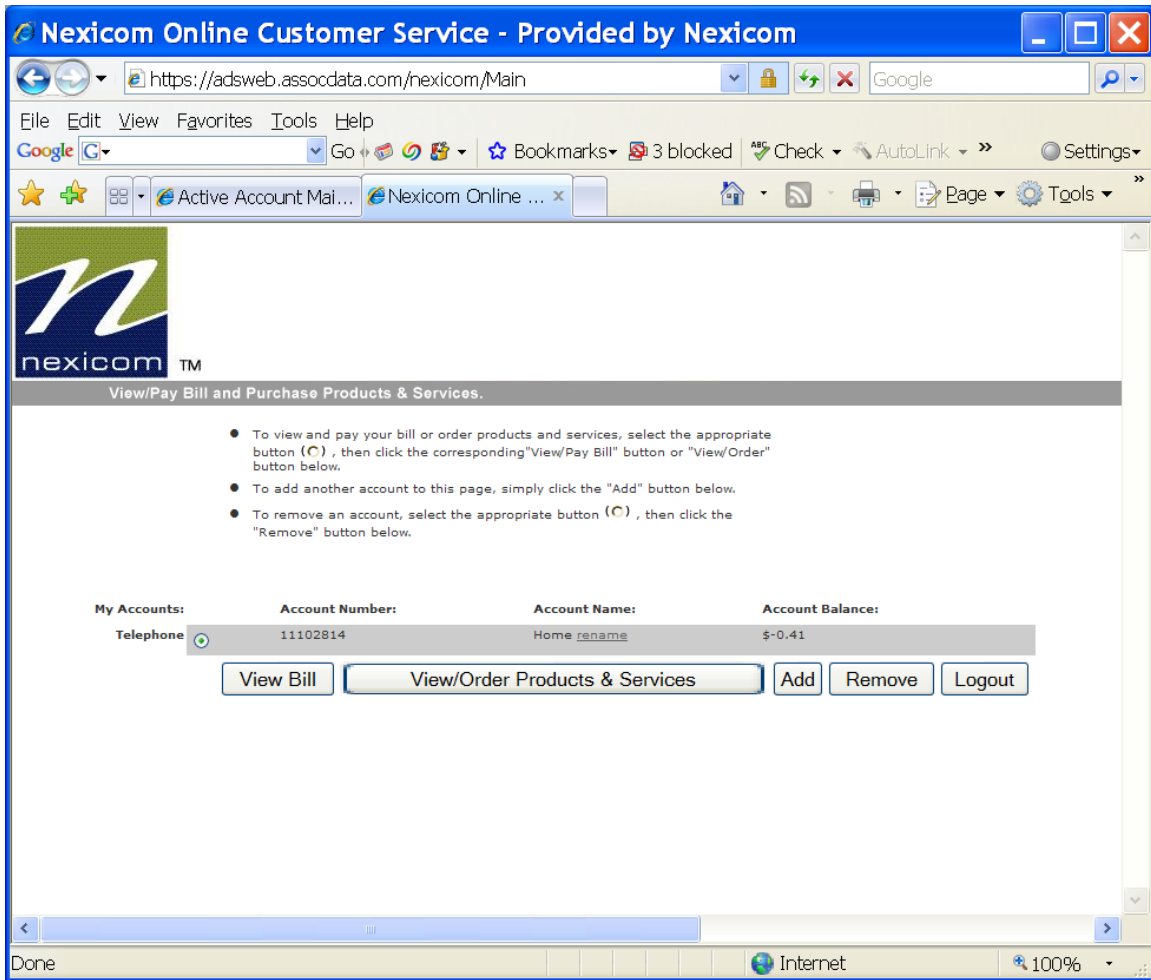 Nexicom Online Customer Service - Provided by Nexicom
https://adsweb.assocdata.com/nexicom/Main
Google
File Edit View Favorites Tools Help
Google G Go Bookmarks 3 blocked ABC Check AutoLink » Settings
Active Account Mai... Nexicom Online ... x Page Tools »
n
nexicom TM
View/Pay Bill and Purchase Products & Services.
To view and pay your bill or order products and services, select the appropriate
button ( ) , then click the corresponding"View/Pay Bill" button or "View/Order"
button below.
To add another account to this page, simply click the "Add" button below.
To remove an account, select the appropriate button ( ) , then click the
"Remove" button below.
My Accounts: Account Number: Account Name: Account Balance:
Telephone 11102814 Home rename $-0.41
View Bill View/Order Products & Services Add Remove Logout
Done Internet 100%